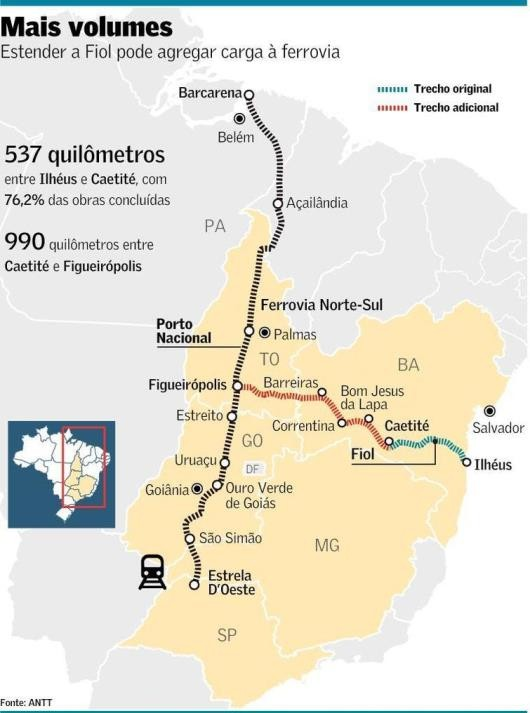 Mais volumes
Estender a Fiol pode agregar carga à ferrovia
Trecho original
Trecho adicional
537 quilômetros
entre Ilhéus e Caetité, com
76,2% das obras concluídas
990 quilômetros entre
Caetité e Figueirópolis
Barcarena
Belém
Açailândia
PA
Ferrovia Norte-Sul
Porto
Nacional
Palmas
TO
BA
Figueirópolis
Barreiras
Bom Jesus
da Lapa
Estreito
Correntina
Caetité
Salvador
GO
Fiol
Ilhéus
Uruaçu
DF
Goiânia
Ouro Verde
de Goiás
São Simão
MG
Estrela
D'Oeste
SP
Fonte: ANTT